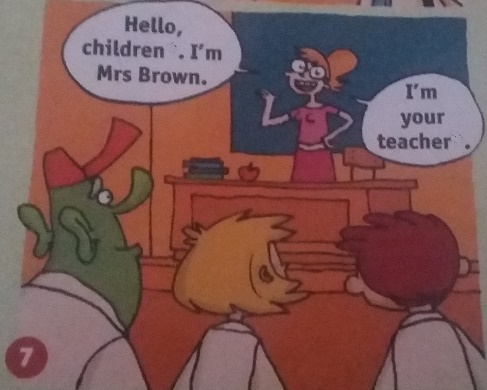 Hello,
children . I'm
Mrs Brown.
I'm
your
teacher .
7